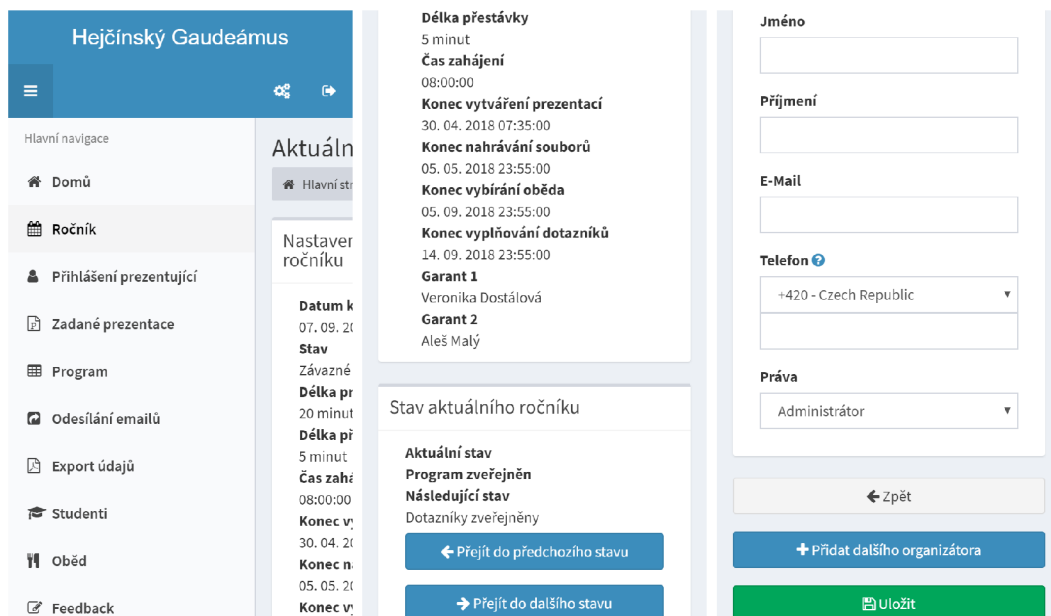 Hejčínský Gaudeámus
Hlavní navigace
Domů
Ročník
Přihlášení prezentující
Zadané prezentace
Program
Odesílání emailů
Export údajů
Studenti
Oběd
Feedback
Aktuáln
Hlavní str
Nastaven
ročníku
Datum k
07. 09. 20
Stav
Závazné
Délka pr
20 minut
Délka př
5 minut
Čas zahá
08:00:00
Konec vy
30. 04. 20
Konec na
05. 05. 20
Konec vy
Délka přestávky
5 minut
Čas zahájení
08:00:00
Konec vytváření prezentací
30. 04. 2018 07:35:00
Konec nahrávání souborů
05. 05. 2018 23:55:00
Konec vybírání oběda
05. 09. 2018 23:55:00
Konec vyplňování dotazníků
14. 09. 2018 23:55:00
Garant 1
Veronika Dostálová
Garant 2
Aleš Malý
Stav aktuálního ročníku
Aktuální stav
Program zveřejněn
Následující stav
Dotazníky zveřejněny
Přejít do předchozího stavu
Přejít do dalšího stavu
Jméno
Příjmení
E-Mail
Telefon
+420 - Czech Republic
Práva
Administrátor
Zpět
Přidat dalšího organizátora
Uložit